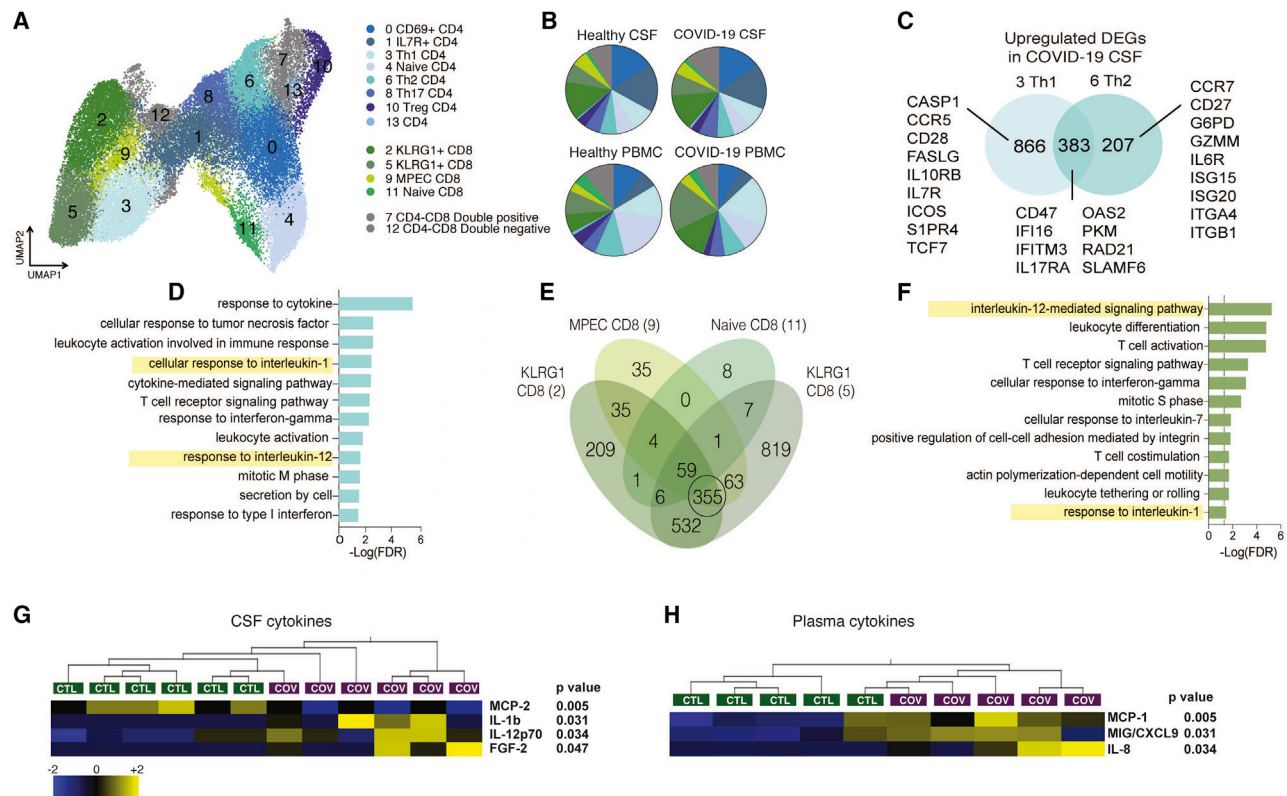 A
0 CD69+ CD4
1 IL7R+ CD4
3 Th1 CD4
4 Naive CD4
6 Th2 CD4
8 Th17 CD4
10 Treg CD4
13 CD4
2 KLRG1+ CD8
5 KLRG1+ CD8
9 MPEC CD8
11 Naive CD8
7 CD4-CD8 Double positive
12 CD4-CD8 Double negative
7
10
6
13
8
2
12
1
0
9
5
3
11
4
UMAP2
UMAP1
B
Healthy CSF
COVID-19 CSF
Healthy PBMC
COVID-19 PBMC
C
Upregulated DEGs
in COVID-19 CSF
3 Th1
6 Th2
866
383
207
CASP1
CCR5
CD28
FASLG
IL10RB
IL7R
ICOS
S1PR4
TCF7
CD47
IFI16
IFITM3
IL17RA
OAS2
PKM
RAD21
SLAMF6
CCR7
CD27
G6PD
GZMM
IL6R
ISG15
ISG20
ITGA4
ITGB1
D
response to cytokine
cellular response to tumor necrosis factor
leukocyte activation involved in immune response
cellular response to interleukin-1
cytokine-mediated signaling pathway
T cell receptor signaling pathway
response to interferon-gamma
leukocyte activation
response to interleukin-12
mitotic M phase
secretion by cell
response to type I interferon
0 2 4 6
-Log(FDR)
E
MPEC CD8 (9)
Naive CD8 (11)
KLRG1
CD8 (2)
KLRG1
CD8 (5)
35
8
35
0
7
209
4
1
819
59
1
63
6
355
532
F
interleukin-12-mediated signaling pathway
leukocyte differentiation
T cell activation
T cell receptor signaling pathway
cellular response to interferon-gamma
mitotic S phase
cellular response to interleukin-7
positive regulation of cell-cell adhesion mediated by integrin
T cell costimulation
actin polymerization-dependent cell motility
leukocyte tethering or rolling
response to interleukin-1
0 2 4 6
-Log(FDR)
G
CSF cytokines
CTL CTL CTL CTL CTL CTL COV COV COV COV COV COV
p value
MCP-2 0.005
IL-1b 0.031
IL-12p70 0.034
FGF-2 0.047
-2 0 +2
H
Plasma cytokines
CTL CTL CTL CTL CTL COV COV COV COV COV
p value
MCP-1 0.005
MIG/CXCL9 0.031
IL-8 0.034